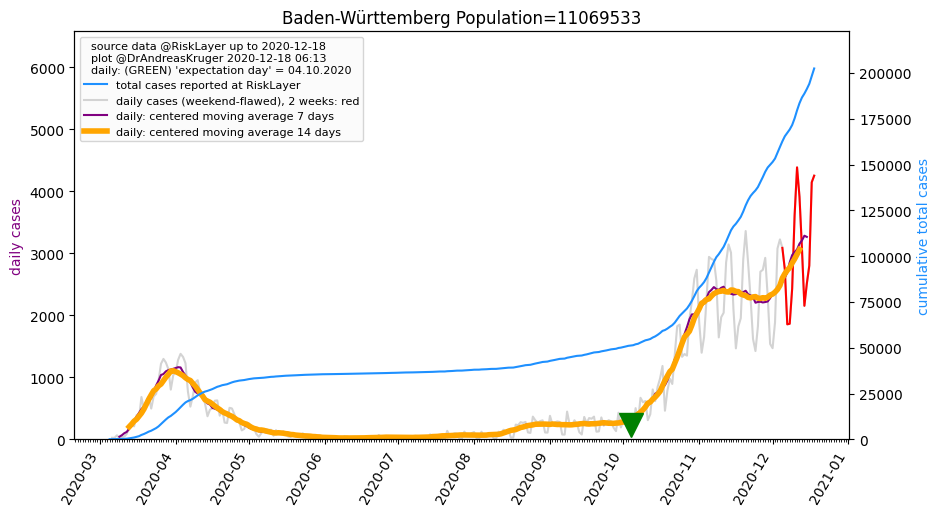 Baden-Württemberg Population=11069533
source data @RiskLayer up to 2020-12-18
plot @DrAndreasKruger 2020-12-18 06:13
daily: (GREEN) 'expectation day' = 04.10.2020
total cases reported at RiskLayer
daily cases (weekend-flawed), 2 weeks: red
daily: centered moving average 7 days
daily: centered moving average 14 days
daily cases
6000
5000
4000
3000
2000
1000
0
200000
175000
150000
125000
100000
75000
50000
25000
0
cumulative total cases
2020-03
2020-04
2020-05
2020-06
2020-07
2020-08
2020-09
2020-10
2020-11
2020-12
2021-01